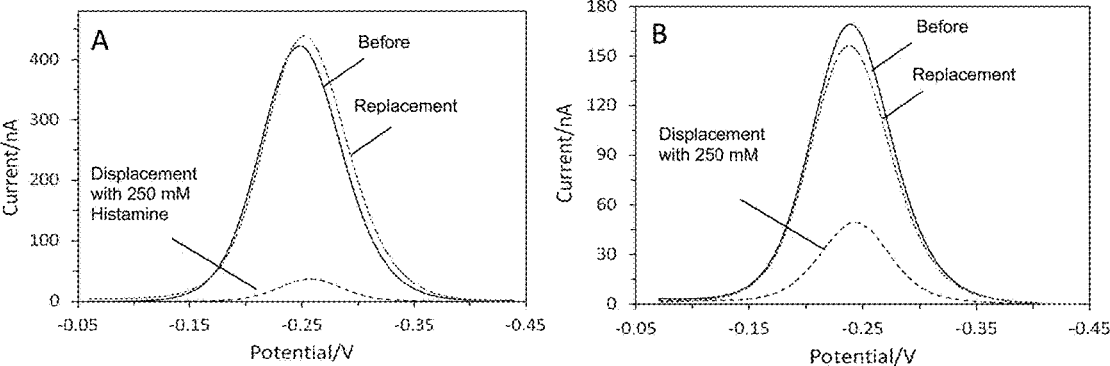 A
Before
Replacement
Displacement
with 250 mM
Histamine
Current/nA
400
300
200
100
0
-0.05
-0.15
-0.25
-0.35
-0.45
Potential/V
B
Before
Replacement
Displacement
with 250 mM
Current/nA
180
150
120
90
60
30
0
-0.05
-0.15
-0.25
-0.35
-0.45
Potential/V